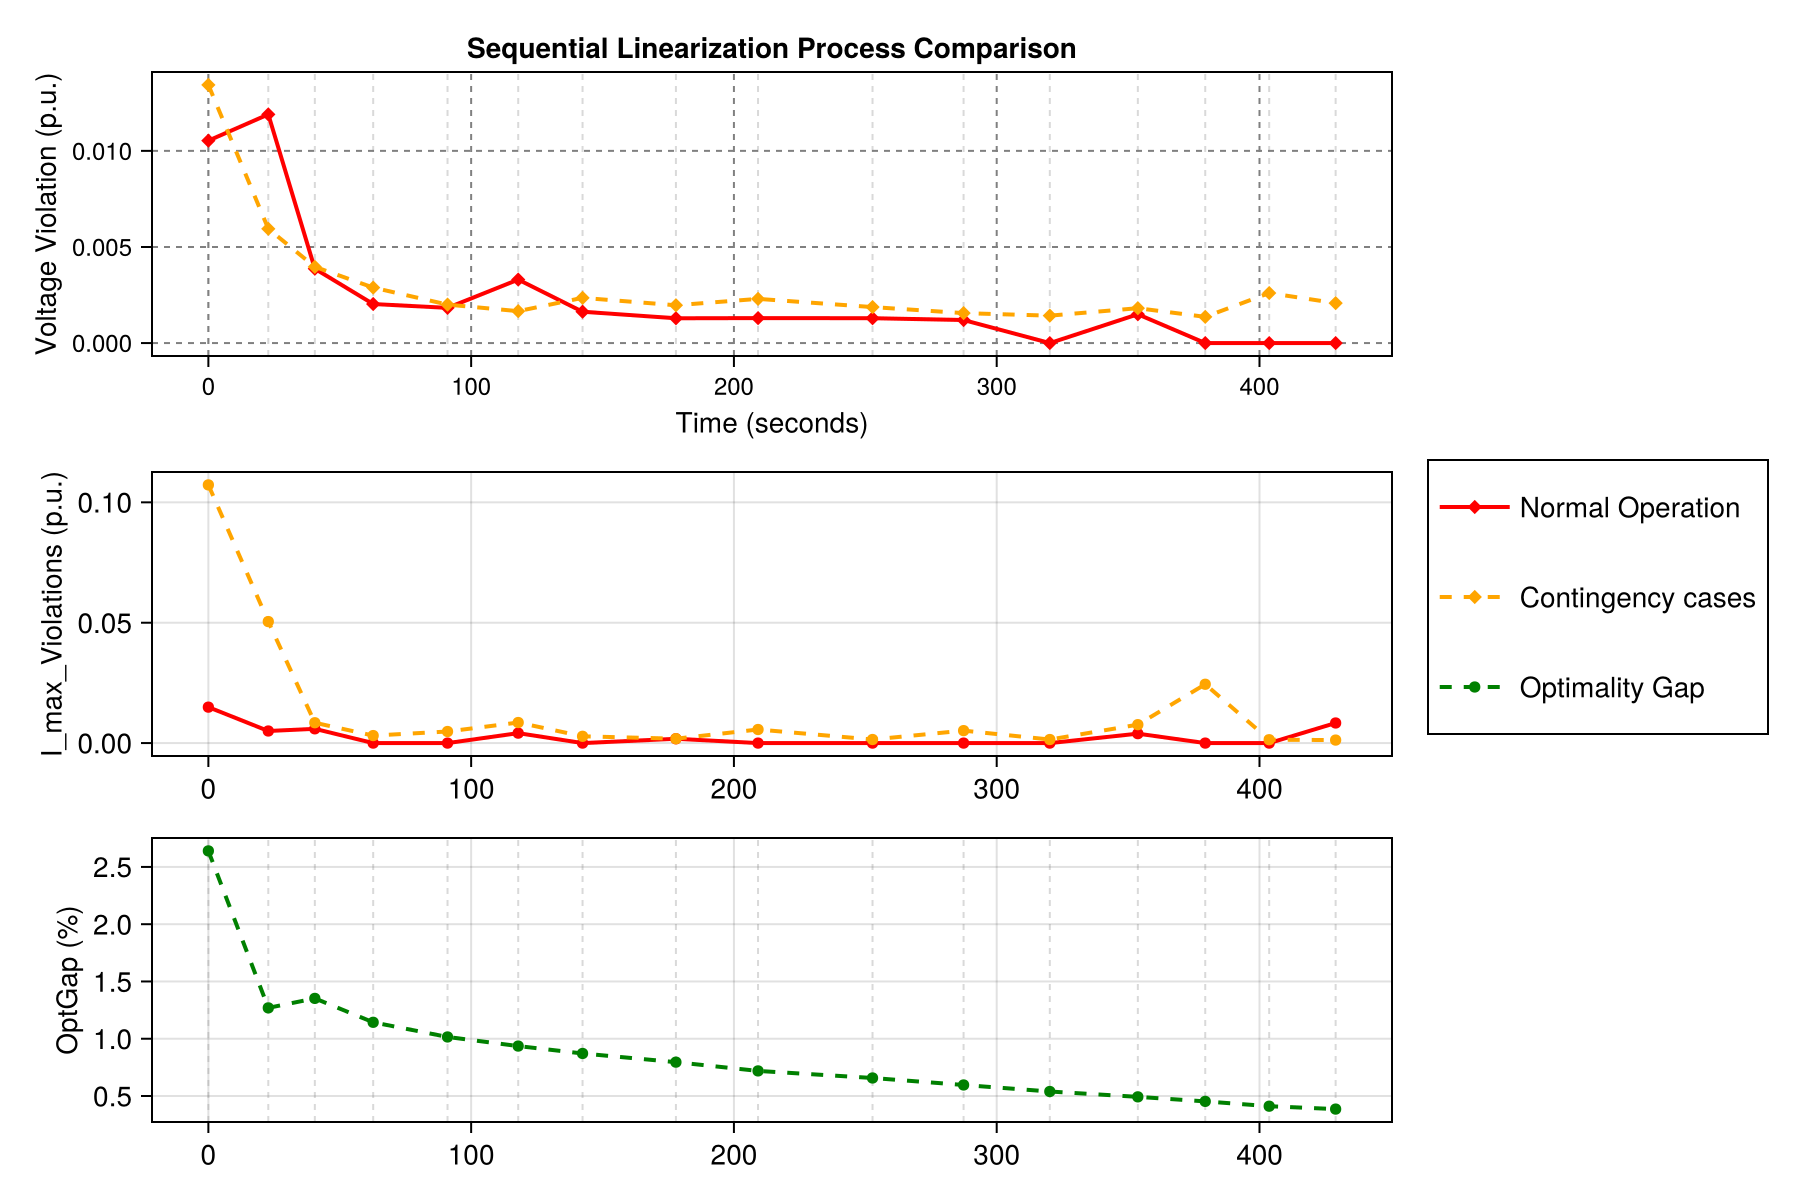 Sequential Linearization Process Comparison
Voltage Violation (p.u.)
0.010
0.005
0.000
0 100 200 300 400
Time (seconds)
I_max_Violations (p.u.)
0.10
0.05
0.00
0 100 200 300 400
Normal Operation
Contingency cases
Optimality Gap
OptGap (%)
2.5
2.0
1.5
1.0
0.5
0 100 200 300 400